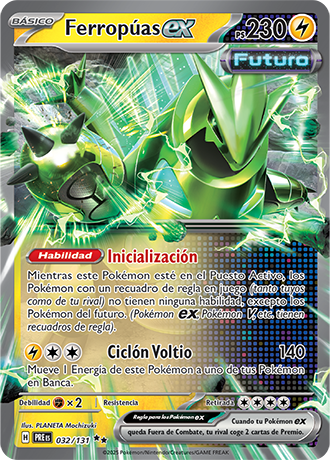 BÁSICO
Ferropúas ex PS 230
Futuro
Habilidad Inicialización
Mientras este Pokémon esté en el Puesto Activo, los
Pokémon con un recuadro de regla en juego (tanto tuyos
como de tu rival) no tienen ninguna habilidad, excepto los
Pokémon del futuro. (Pokémon ex, Pokémon V, etc. tienen
recuadros de regla).
Ciclón Voltio 140
Mueve 1 Energía de este Pokémon a uno de tus Pokémon
en Banca.
Debilidad × 2 Resistencia Retirada
Ilus. PLANETA Mochizuki
H PRE ES 032/131 ★★
Regla para los Pokémon ex
Cuando tu Pokémon ex
queda Fuera de Combate, tu rival coge 2 cartas de Premio.
©2025 Pokémon/Nintendo/Creatures/GAME FREAK